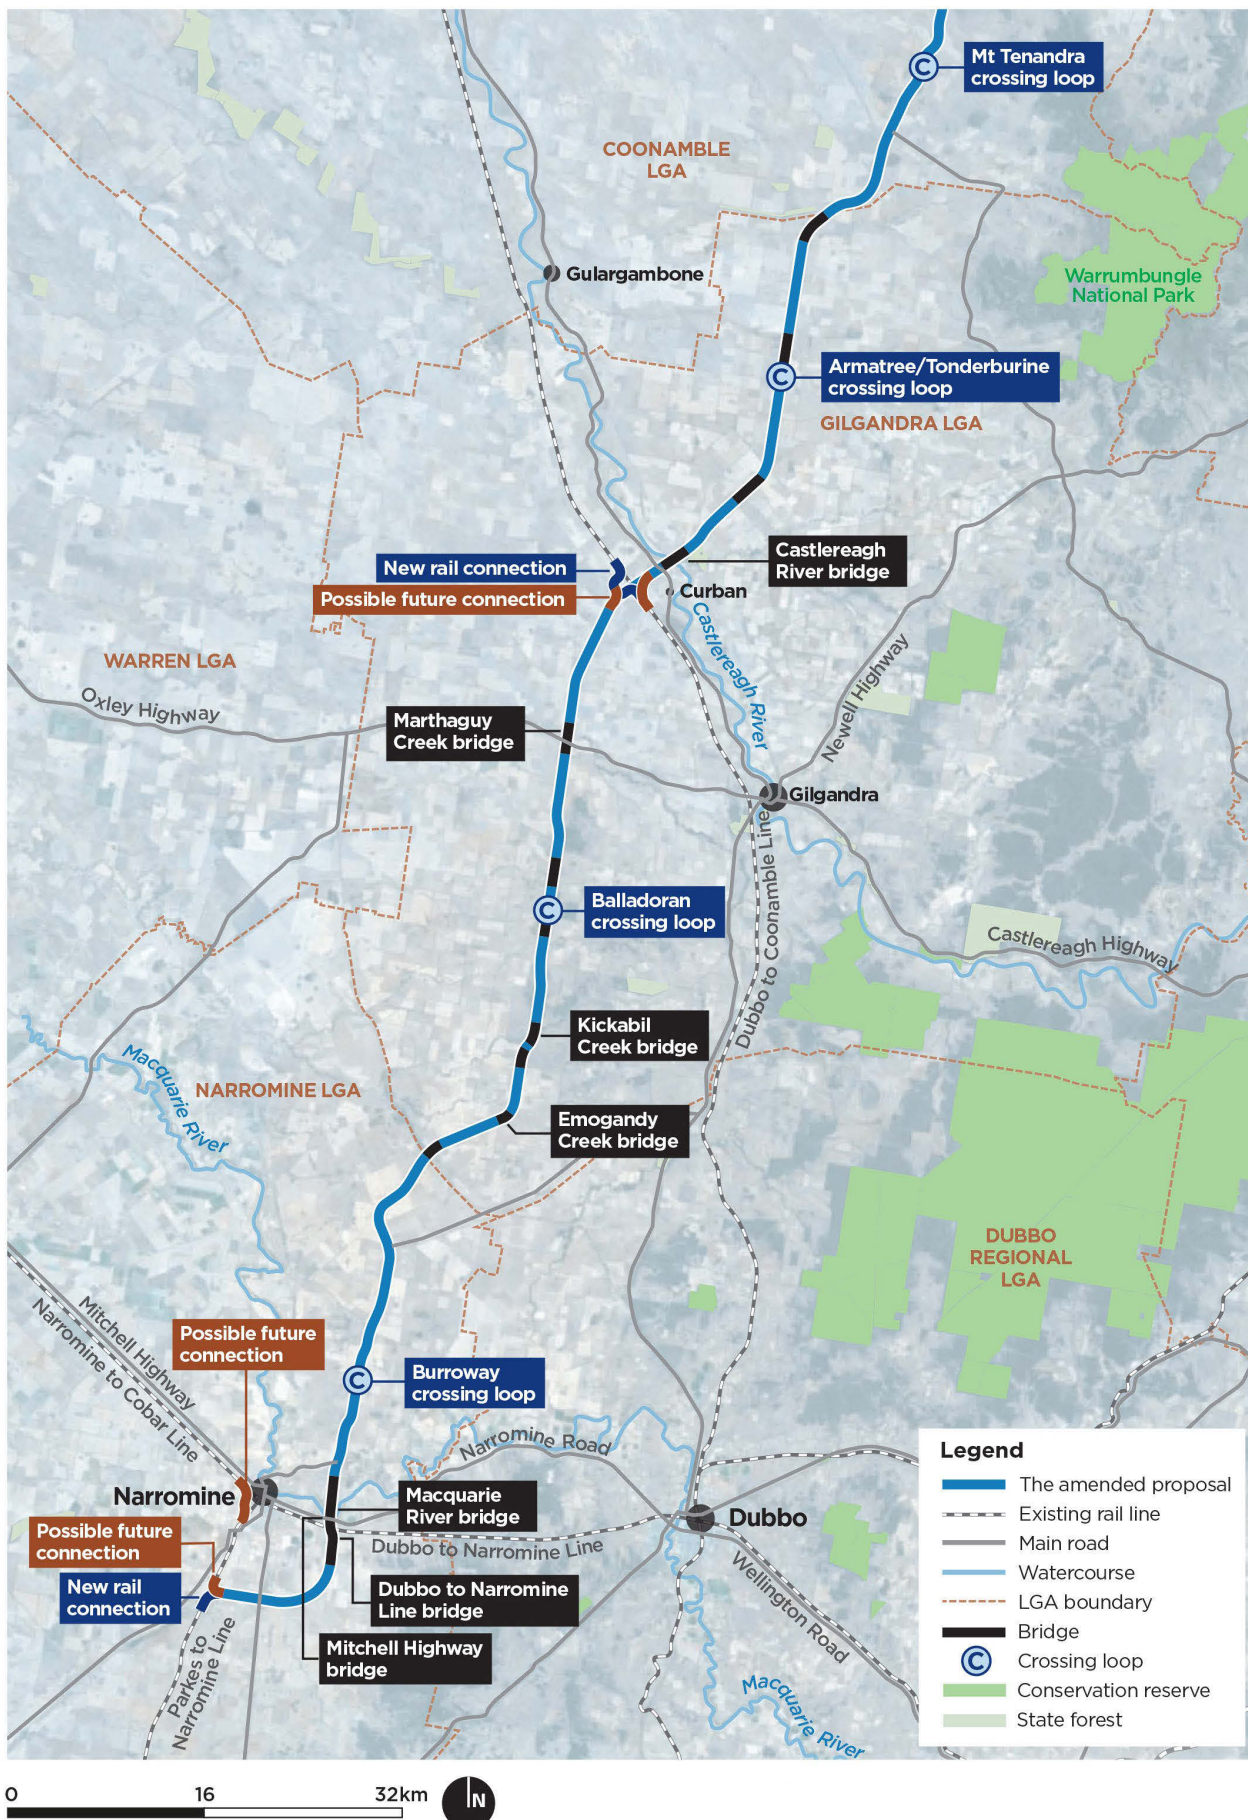 C
Mt Tenandra
crossing loop
COONAMBLE
LGA
Gulargambone
Warrumbungle
National Park
C
Armatree/Tonderburine
crossing loop
GILGANDRA LGA
Castlereagh
River bridge
New rail connection
Possible future connection
Curban
Castlereagh River
WARREN LGA
Newell Highway
Oxley Highway
Marthaguy
Creek bridge
Gilgandra
Dubbo to Coonamble Line
C
Balladoran
crossing loop
Castlereagh Highway
Kickabil
Creek bridge
Macquarie River
NARROMINE LGA
Emogandy
Creek bridge
DUBBO
REGIONAL
LGA
Mitchell Highway
Narromine to Cobar Line
Possible future
connection
C
Burroway
crossing loop
Narromine Road
Narromine
Macquarie
River bridge
Dubbo
Possible future
connection
Dubbo to Narromine Line
New rail
connection
Dubbo to Narromine
Line bridge
Wellington Road
Mitchell Highway
bridge
Parkes to
Narromine Line
Macquarie River
Legend
The amended proposal
Existing rail line
Main road
Watercourse
LGA boundary
Bridge
C
Crossing loop
Conservation reserve
State forest
0 16 32km
N